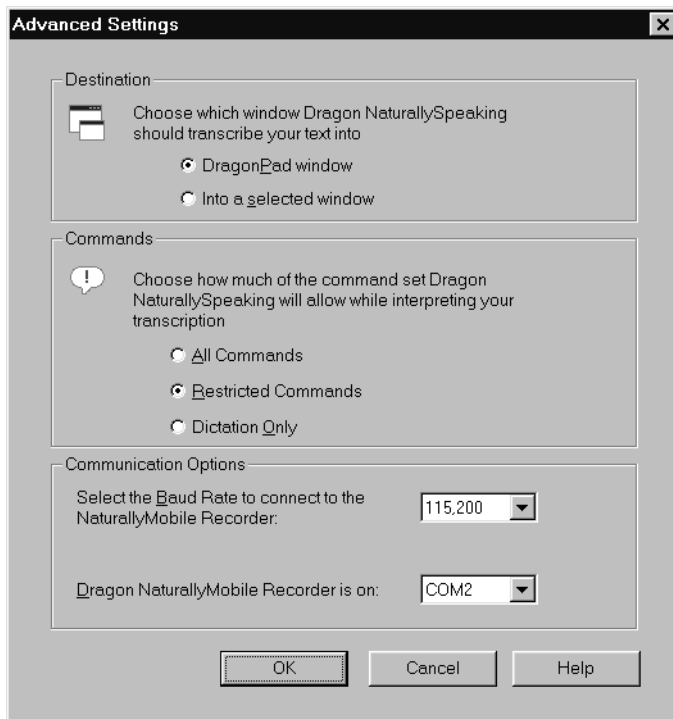 Advanced Settings
Destination
Choose which window Dragon NaturallySpeaking
should transcribe your text into
DragonPad window
Into a selected window
Commands
Choose how much of the command set Dragon
NaturallySpeaking will allow while interpreting your
transcription
All Commands
Restricted Commands
Dictation Only
Communication Options
Select the Baud Rate to connect to the
NaturallyMobile Recorder:
115,200
Dragon NaturallyMobile Recorder is on:
COM2
OK Cancel Help